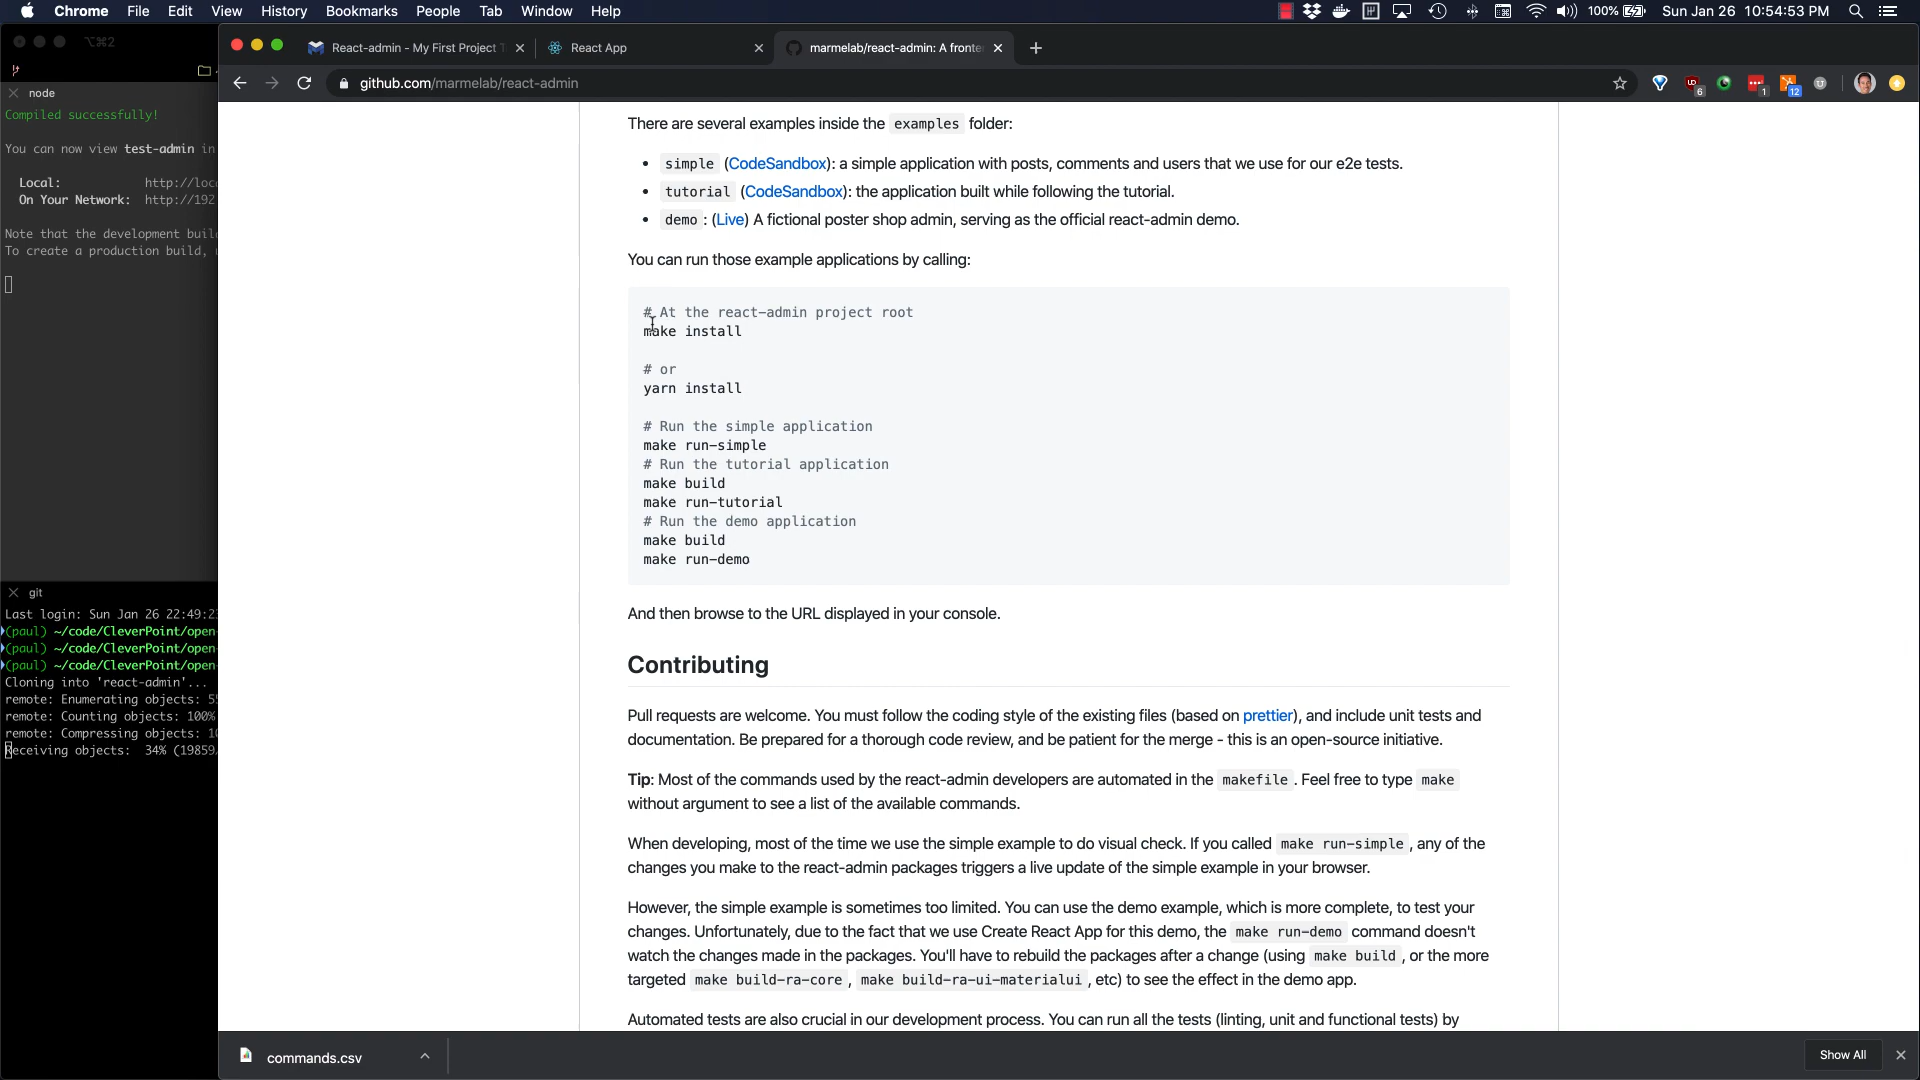 Chrome File Edit View History Bookmarks People Tab Window Help
100% Sun Jan 26 10:54:53 PM
⌥⌘2
React-admin - My First Project
React App
marmelab/react-admin: A fronte
github.com/marmelab/react-admin
6
1
12
node
Compiled successfully!
You can now view test-admin in
Local: http://loc
On Your Network: http://192
Note that the development buil
To create a production build,
git
Last login: Sun Jan 26 22:49:2
(paul) ~/code/CleverPoint/open
(paul) ~/code/CleverPoint/open
(paul) ~/code/CleverPoint/open
Cloning into 'react-admin'...
remote: Enumerating objects: 5
remote: Counting objects: 100%
remote: Compressing objects: 10
Receiving objects: 34% (19859
There are several examples inside the examples folder:
• simple (CodeSandbox): a simple application with posts, comments and users that we use for our e2e tests.
• tutorial (CodeSandbox): the application built while following the tutorial.
• demo : (Live) A fictional poster shop admin, serving as the official react-admin demo.
You can run those example applications by calling:
# At the react-admin project root
make install
# or
yarn install
# Run the simple application
make run-simple
# Run the tutorial application
make build
make run-tutorial
# Run the demo application
make build
make run-demo
And then browse to the URL displayed in your console.
Contributing
Pull requests are welcome. You must follow the coding style of the existing files (based on prettier), and include unit tests and
documentation. Be prepared for a thorough code review, and be patient for the merge - this is an open-source initiative.
Tip: Most of the commands used by the react-admin developers are automated in the makefile . Feel free to type make
without argument to see a list of the available commands.
When developing, most of the time we use the simple example to do visual check. If you called make run-simple , any of the
changes you make to the react-admin packages triggers a live update of the simple example in your browser.
However, the simple example is sometimes too limited. You can use the demo example, which is more complete, to test your
changes. Unfortunately, due to the fact that we use Create React App for this demo, the make run-demo command doesn't
watch the changes made in the packages. You'll have to rebuild the packages after a change (using make build , or the more
targeted make build-ra-core , make build-ra-ui-materialui , etc) to see the effect in the demo app.
Automated tests are also crucial in our development process. You can run all the tests (linting, unit and functional tests) by
commands.csv
Show All